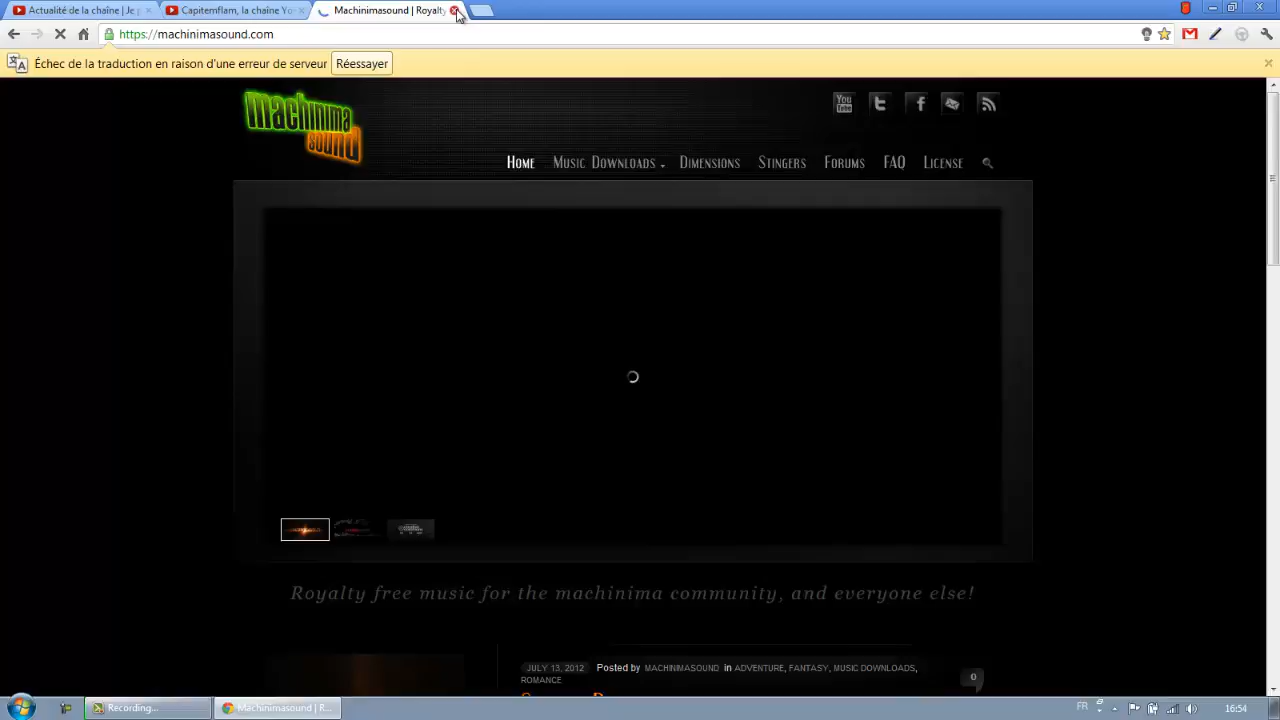 Actualité de la chaîne | Je p
Capitemflam, la chaîne Yo
Machinimasound | Royalty
https://machinimasound.com
Échec de la traduction en raison d'une erreur de serveur
Réessayer
machinima
sound
You
Tube
Home
Music Downloads
Dimensions
Stingers
Forums
FAQ
License
Royalty free music for the machinima community, and everyone else!
JULY 13, 2012 Posted by MACHINIMASOUND in ADVENTURE, FANTASY, MUSIC DOWNLOADS,
ROMANCE
0
Recording...
Machinimasound | R...
FR
16:54